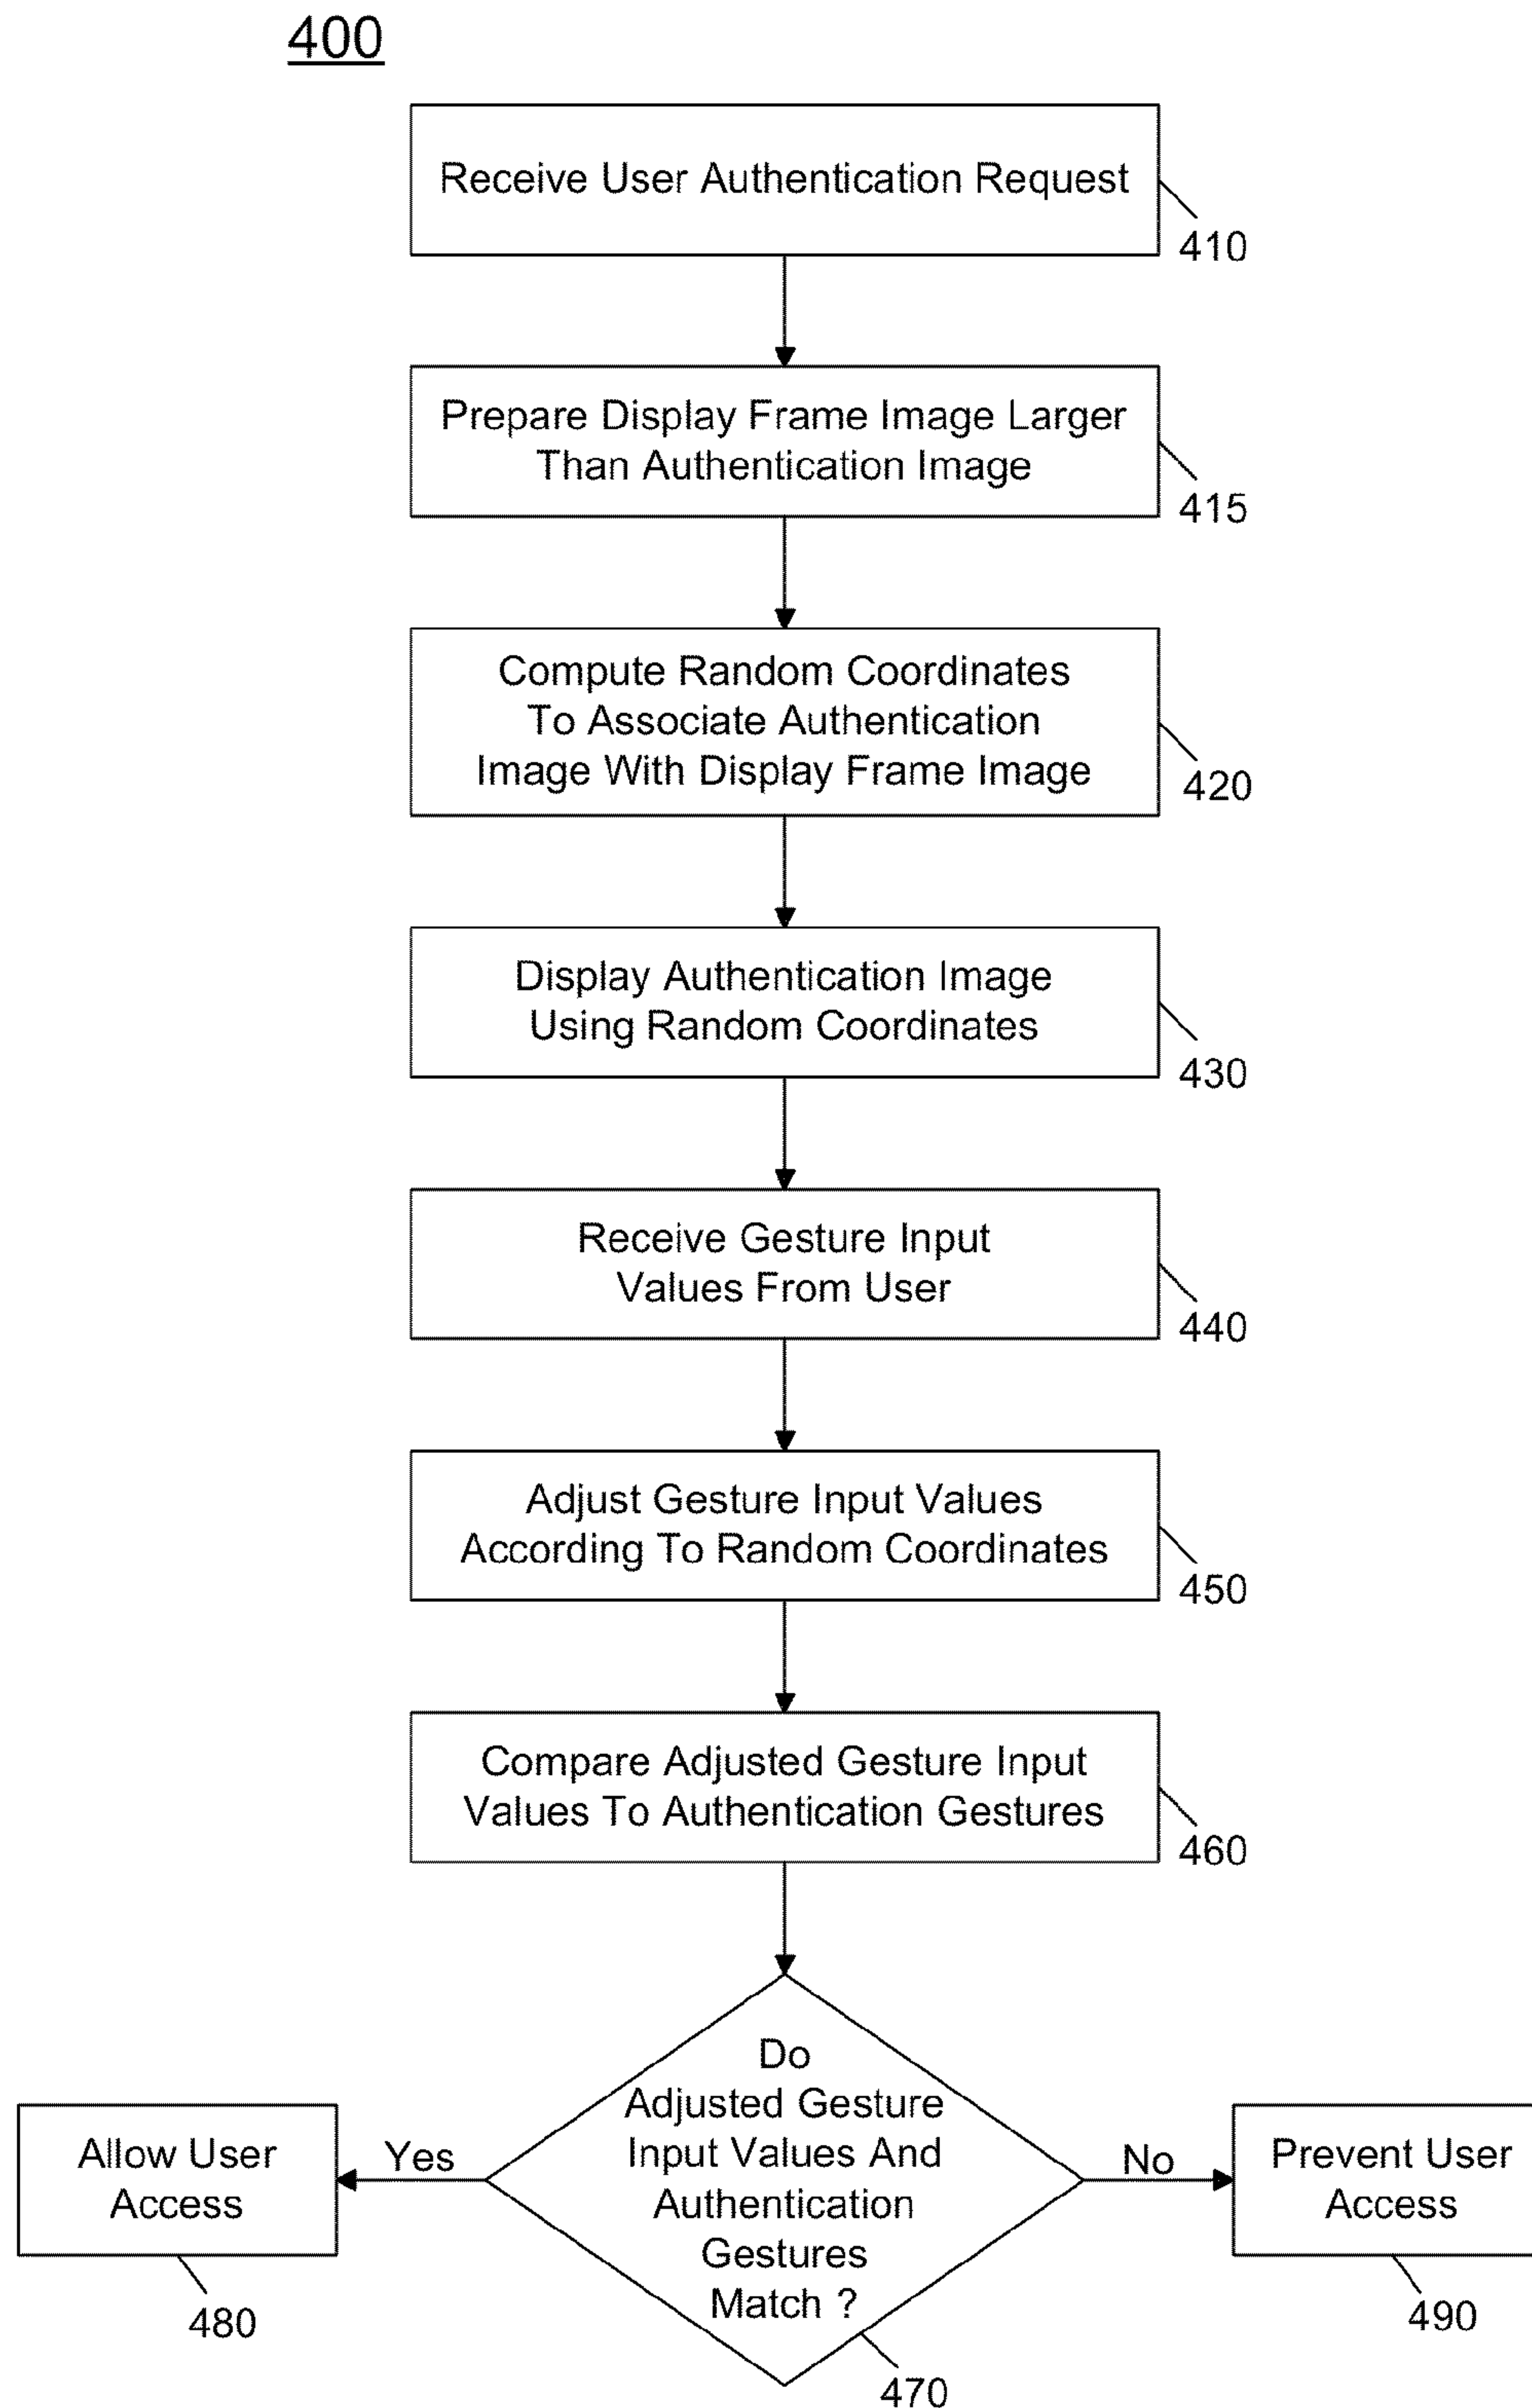 400
Receive User Authentication Request
410
Prepare Display Frame Image Larger
Than Authentication Image
415
Compute Random Coordinates
To Associate Authentication
Image With Display Frame Image
420
Display Authentication Image
Using Random Coordinates
430
Receive Gesture Input
Values From User
440
Adjust Gesture Input Values
According To Random Coordinates
450
Compare Adjusted Gesture Input
Values To Authentication Gestures
460
Do
Adjusted Gesture
Input Values And
Authentication
Gestures
Match ?
470
Yes
Allow User
Access
480
No
Prevent User
Access
490